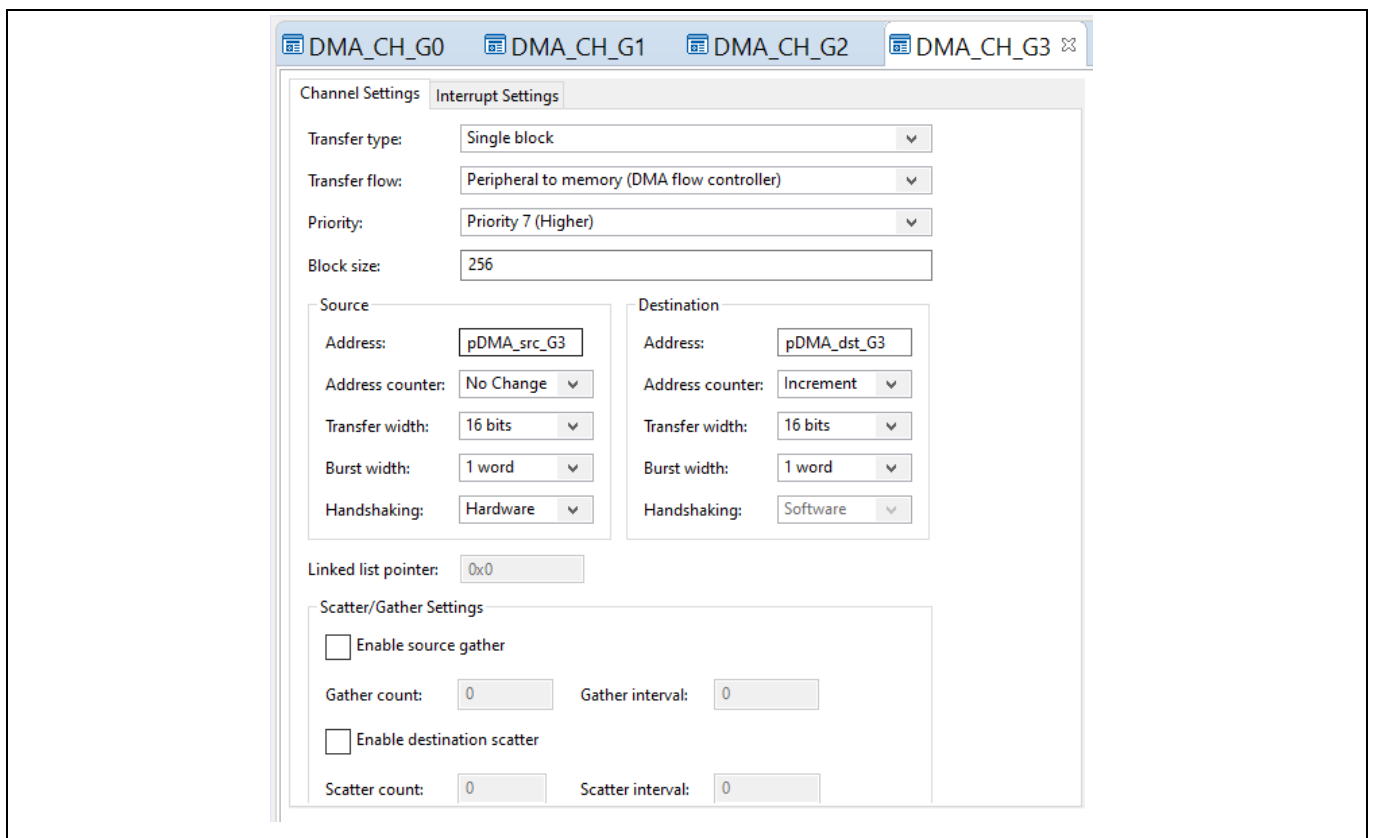 DMA_CH_G0 DMA_CH_G1 DMA_CH_G2 DMA_CH_G3
Channel Settings Interrupt Settings
Transfer type: Single block
Transfer flow: Peripheral to memory (DMA flow controller)
Priority: Priority 7 (Higher)
Block size: 256
Source Destination
Address: pDMA_src_G3 Address: pDMA_dst_G3
Address counter: No Change Address counter: Increment
Transfer width: 16 bits Transfer width: 16 bits
Burst width: 1 word Burst width: 1 word
Handshaking: Hardware Handshaking: Software
Linked list pointer: 0x0
Scatter/Gather Settings
Enable source gather
Gather count: 0 Gather interval: 0
Enable destination scatter
Scatter count: 0 Scatter interval: 0